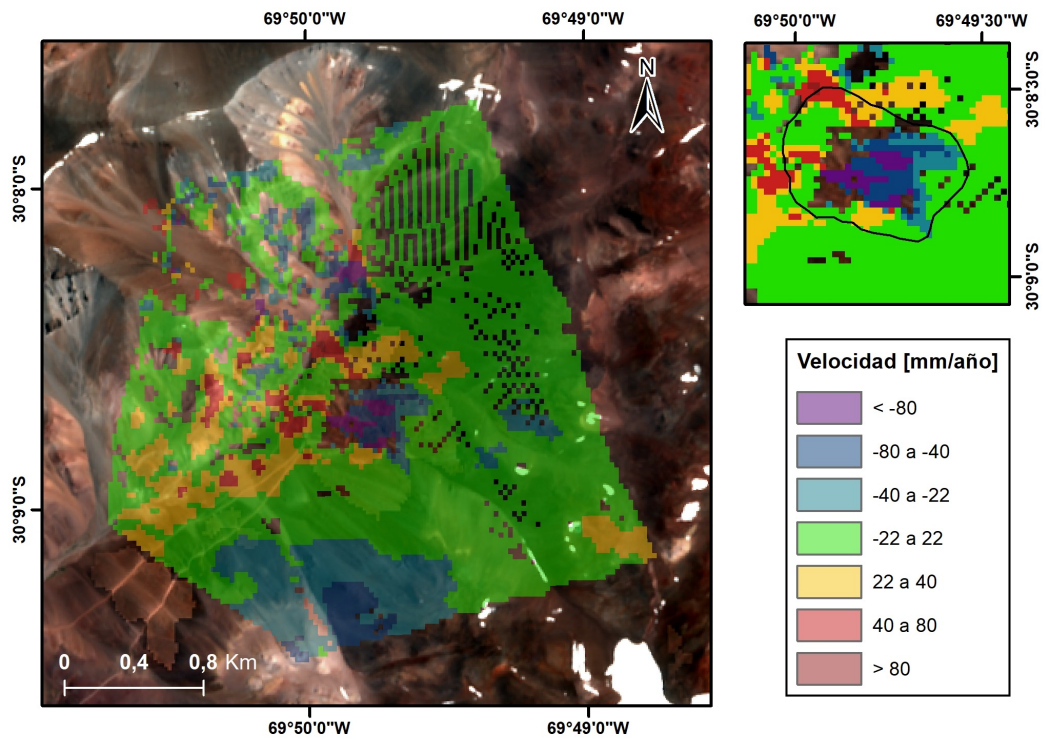 69°50'0"W
69°49'0"W
69°50'0"W
69°49'30"W
N
30°8'0"S
30°9'0"S
30°8'30"S
30°9'0"S
0
0,4
0,8 Km
69°50'0"W
69°49'0"W
Velocidad [mm/año]
< -80
-80 a -40
-40 a -22
-22 a 22
22 a 40
40 a 80
> 80